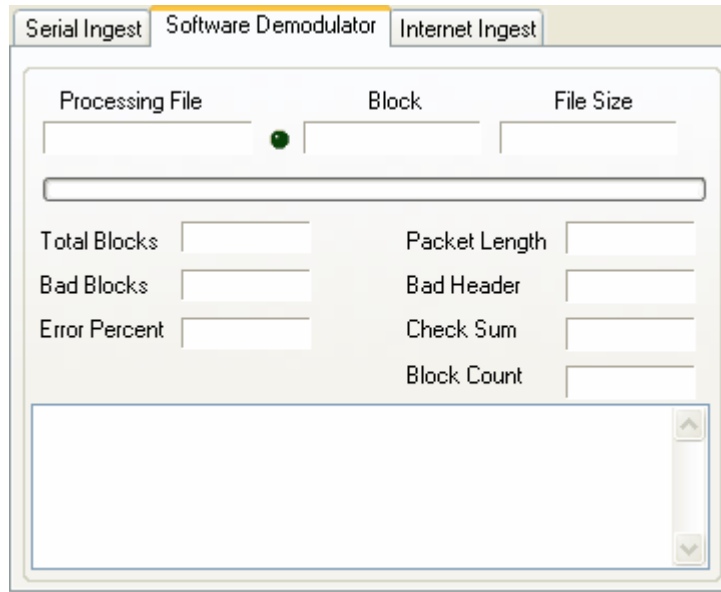 Serial Ingest Software Demodulator Internet Ingest
Processing File Block File Size
Total Blocks Packet Length
Bad Blocks Bad Header
Error Percent Check Sum
Block Count